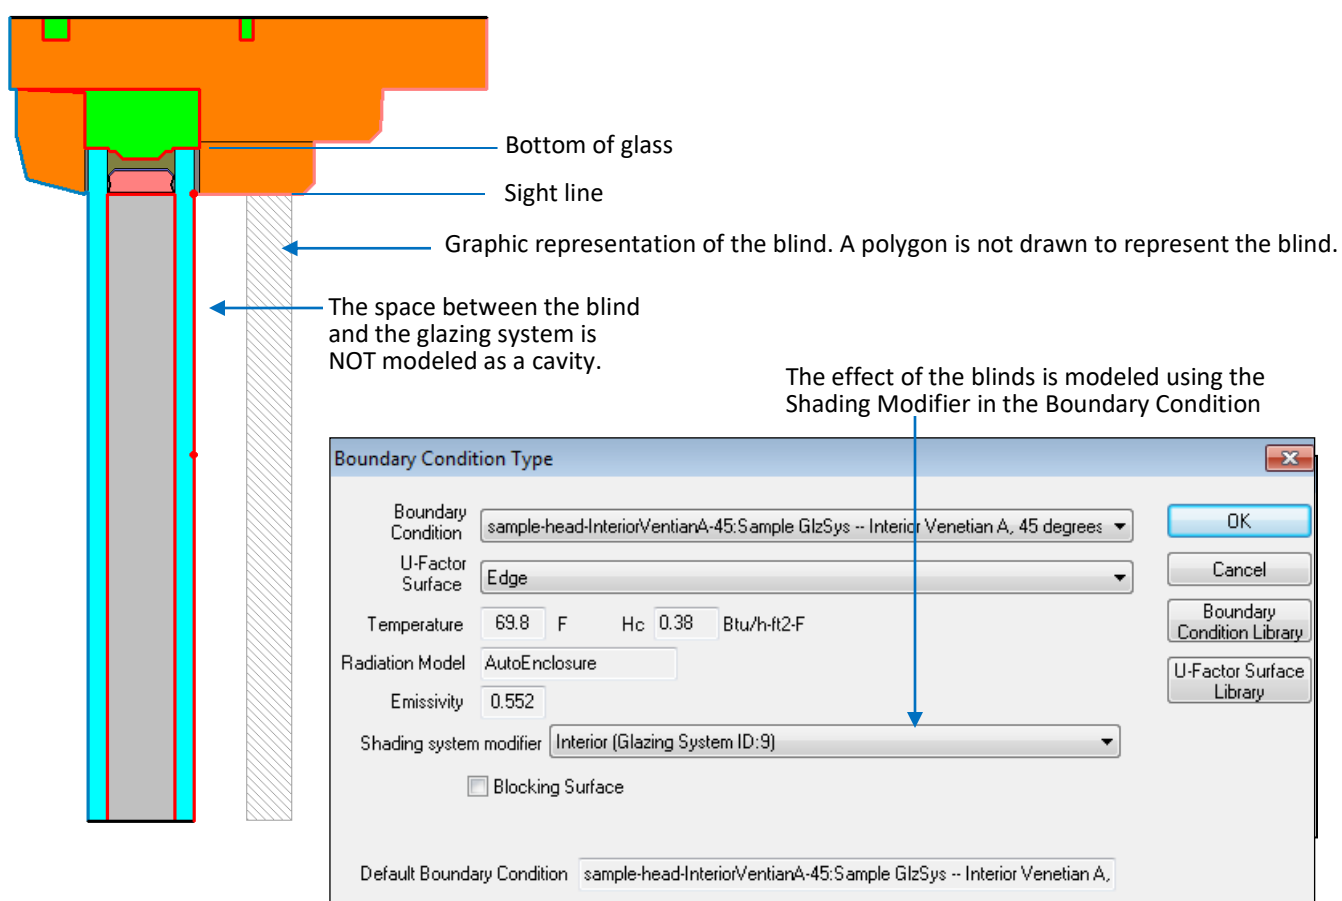 Bottom of glass
Sight line
Graphic representation of the blind. A polygon is not drawn to represent the blind.
The space between the blind
and the glazing system is
NOT modeled as a cavity.
The effect of the blinds is modeled using the
Shading Modifier in the Boundary Condition
Boundary Condition Type
Boundary
Condition
sample-head-InteriorVentianA-45:Sample GlzSys -- Interior Venetian A, 45 degrees
OK
U-Factor
Surface
Edge
Cancel
Temperature 69.8 F Hc 0.38 Btu/h-ft2-F
Boundary
Condition Library
Radiation Model AutoEnclosure
U-Factor Surface
Library
Emissivity 0.552
Shading system modifier Interior (Glazing System ID:9)
Blocking Surface
Default Boundary Condition sample-head-InteriorVentianA-45:Sample GlzSys -- Interior Venetian A,